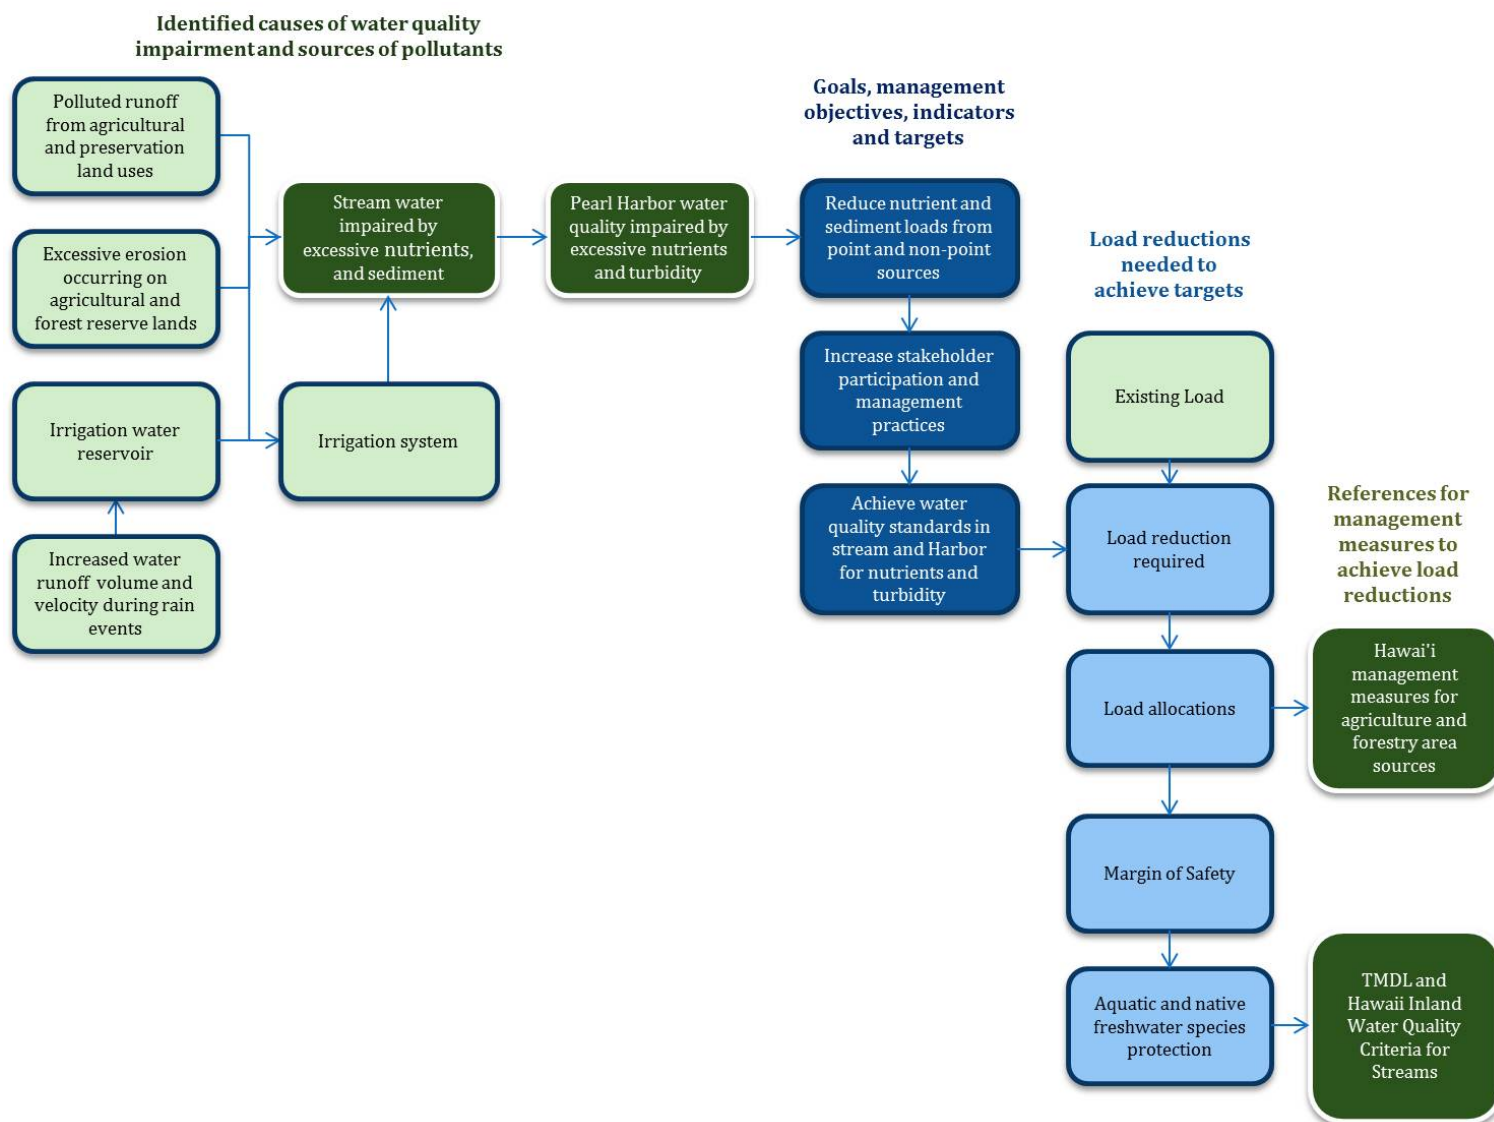 Identified causes of water quality
impairment and sources of pollutants
Polluted runoff
from agricultural
and preservation
land uses
Excessive erosion
occurring on
agricultural and
forest reserve lands
Irrigation water
reservoir
Increased water
runoff volume and
velocity during rain
events
Stream water
impaired by
excessive nutrients,
and sediment
Irrigation system
Pearl Harbor water
quality impaired by
excessive nutrients
and turbidity
Goals, management
objectives, indicators
and targets
Reduce nutrient and
sediment loads from
point and non-point
sources
Increase stakeholder
participation and
management
practices
Achieve water
quality standards in
stream and Harbor
for nutrients and
turbidity
Load reductions
needed to
achieve targets
Existing Load
Load reduction
required
Load allocations
Margin of Safety
Aquatic and native
freshwater species
protection
References for
management
measures to
achieve load
reductions
Hawai'i
management
measures for
agriculture and
forestry area
sources
TMDL and
Hawaii Inland
Water Quality
Criteria for
Streams